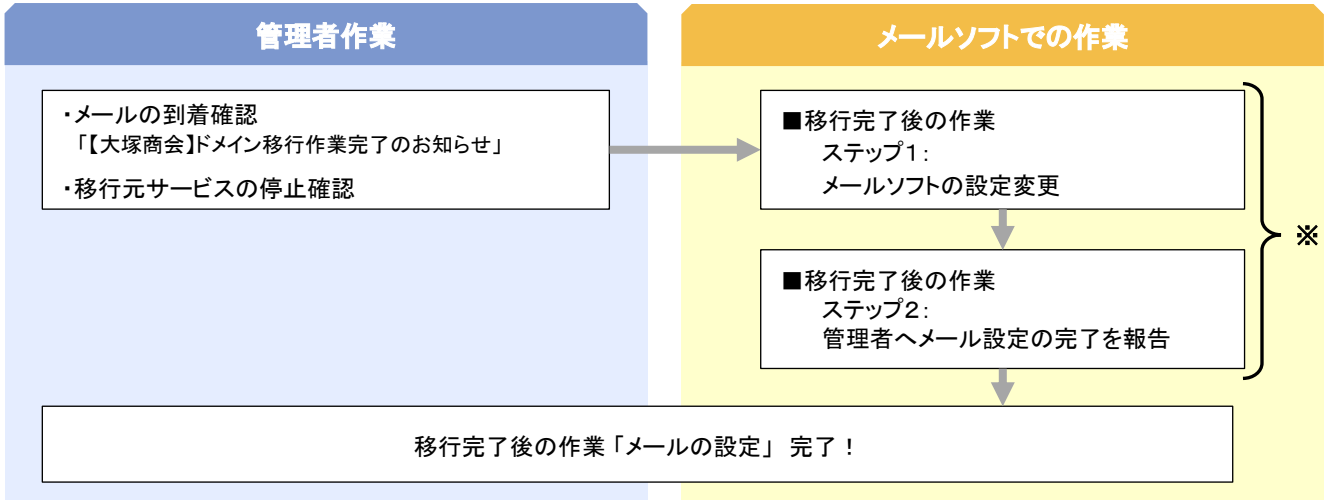 管理者作業
メールソフトでの作業
・メールの到着確認
「【大塚商会】ドメイン移行作業完了のお知らせ」
・移行元サービスの停止確認
■移行完了後の作業
ステップ1:
メールソフトの設定変更
■移行完了後の作業
ステップ2:
管理者へメール設定の完了を報告
※
移行完了後の作業「メールの設定」 完了!